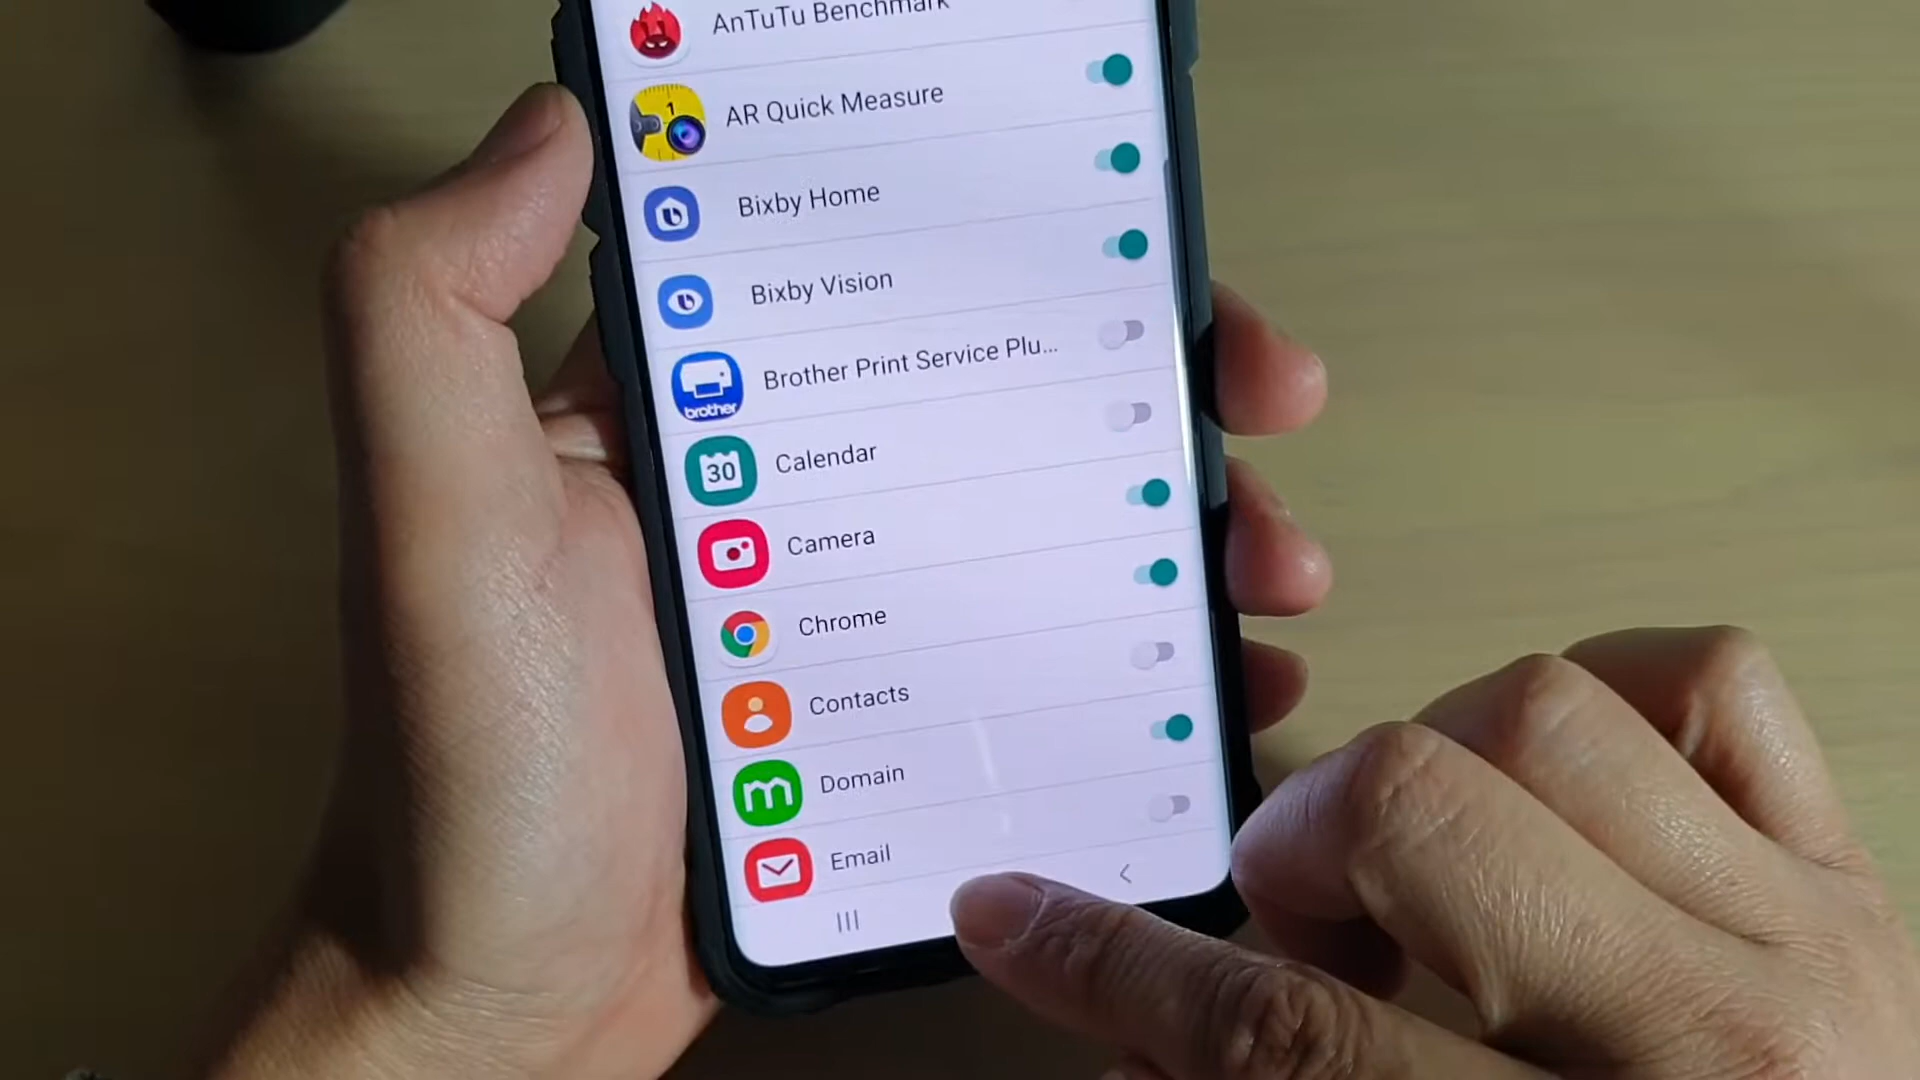 AnTuTu Benchmark
1
AR Quick Measure
Bixby Home
Bixby Vision
brother
Brother Print Service Plu...
30
Calendar
Camera
Chrome
Contacts
m
Domain
Email